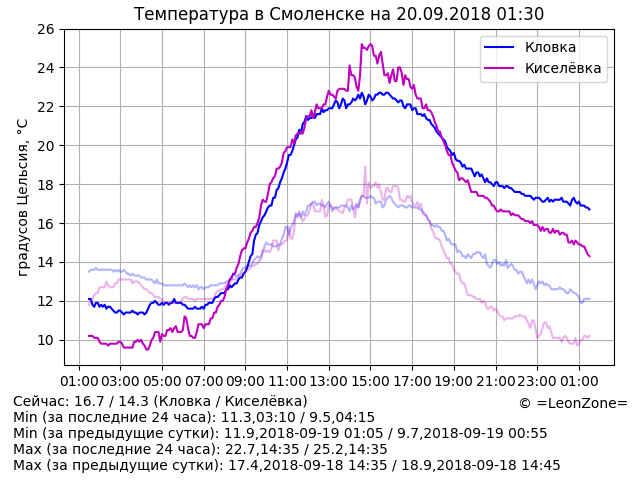 Температура в Смоленске на 20.09.2018 01:30
градусов Цельсия, °C
26
24
22
20
18
16
14
12
10
Кловка
Киселёвка
01:00 03:00 05:00 07:00 09:00 11:00 13:00 15:00 17:00 19:00 21:00 23:00 01:00
Сейчас: 16.7 / 14.3 (Кловка / Киселёвка)
© =LeonZone=
Min (за последние 24 часа): 11.3,03:10 / 9.5,04:15
Min (за предыдущие сутки): 11.9,2018-09-19 01:05 / 9.7,2018-09-19 00:55
Max (за последние 24 часа): 22.7,14:35 / 25.2,14:35
Max (за предыдущие сутки): 17.4,2018-09-18 14:35 / 18.9,2018-09-18 14:45